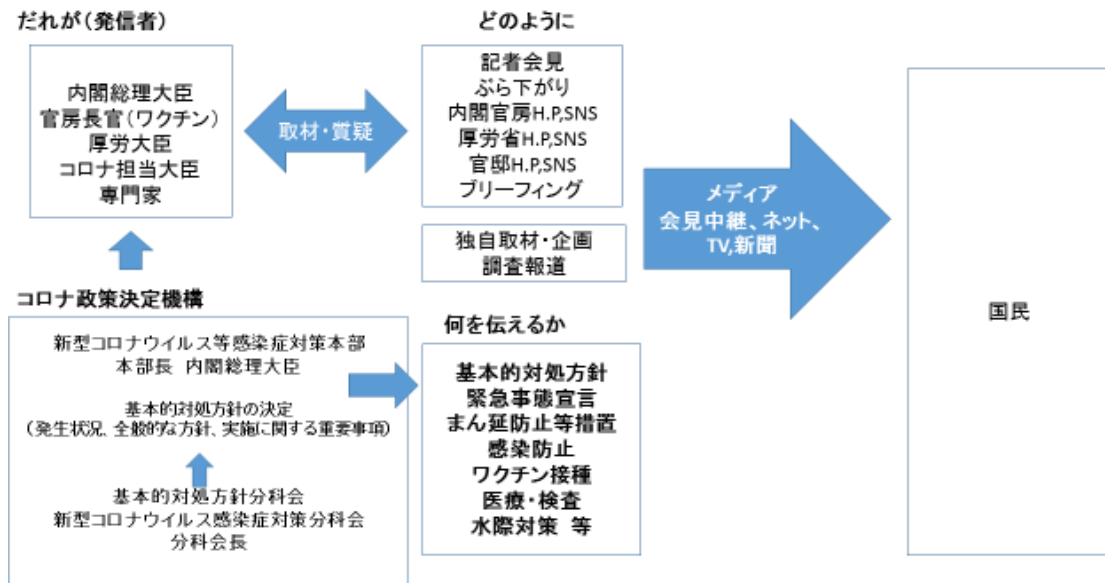 だれが(発信者)
内閣総理大臣
官房長官(ワクチン)
厚労大臣
コロナ担当大臣
専門家
取材・質疑
どのように
記者会見
ぶら下がり
内閣官房H.P,SNS
厚労省H.P,SNS
官邸H.P,SNS
ブリーフィング
独自取材・企画
調査報道
メディア
会見中継、ネット、
TV,新聞
国民
コロナ政策決定機構
新型コロナウイルス等感染症対策本部
本部長 内閣総理大臣
基本的対処方針の決定
(発生状況、全般的な方針、実施に関する重要事項)
基本的対処方針分科会
新型コロナウイルス感染症対策分科会
分科会長
何を伝えるか
基本的対処方針
緊急事態宣言
まん延防止等措置
感染防止
ワクチン接種
医療・検査
水際対策 等